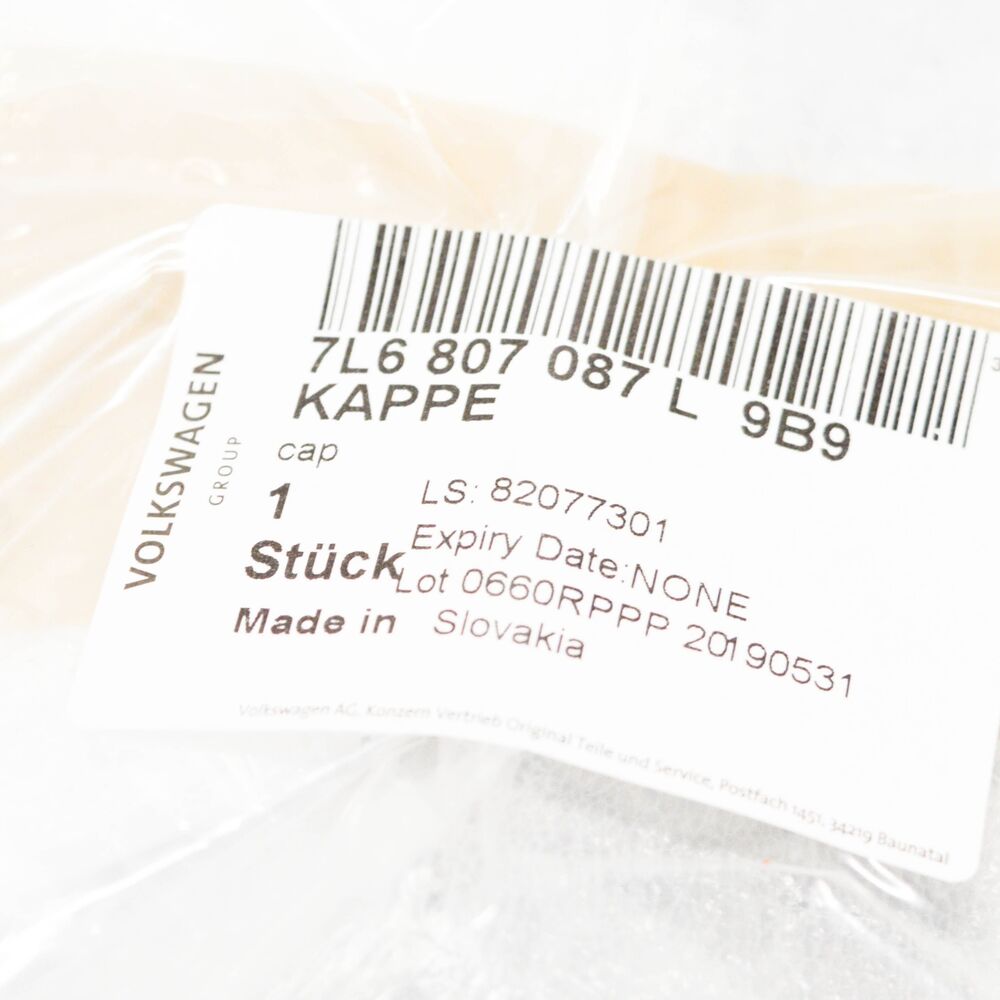 7L6 807 087 L 9B9
KAPPE
cap
1
Stück
Made in Slovakia
LS: 82077301
Expiry Date:NONE
Lot 0660RPPP 20190531
VOLKSWAGEN
GROUP
Volkswagen AG, Konzern Vertrieb Original Teile und Service, Postfach 1451, 34219 Baunatal
3